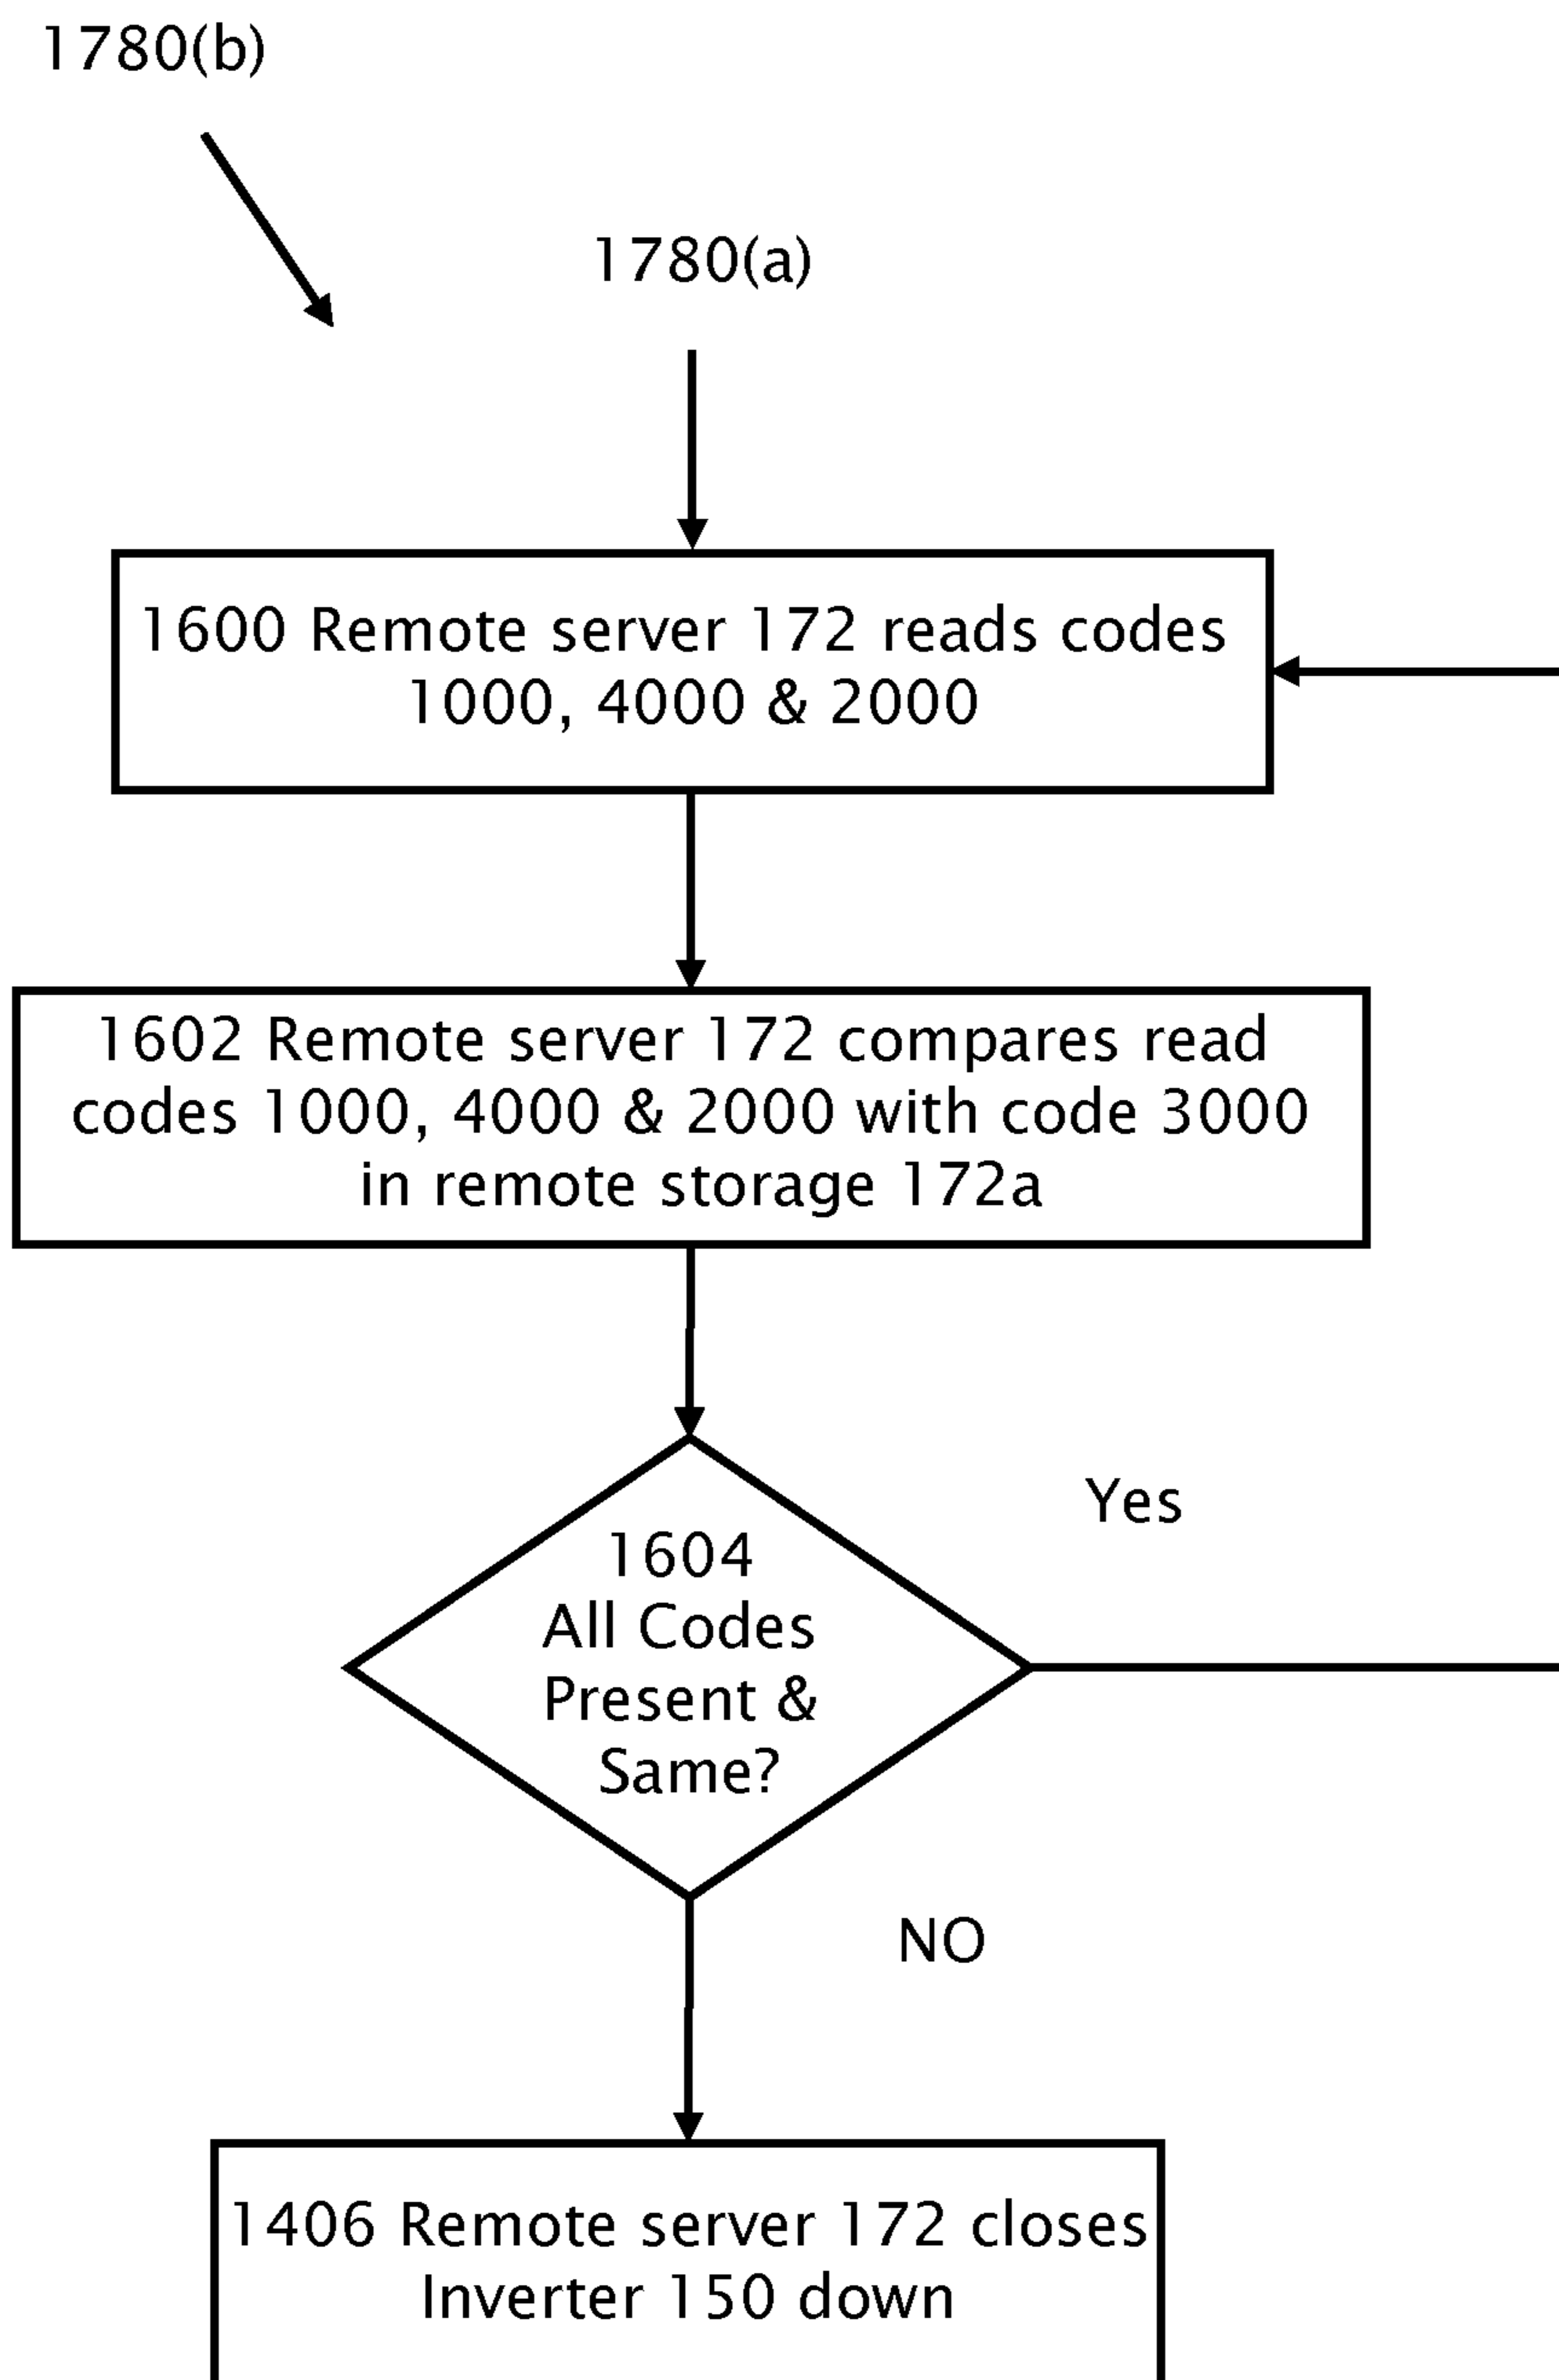 1780(b)
1780(a)
1600 Remote server 172 reads codes
1000, 4000 & 2000
1602 Remote server 172 compares read
codes 1000, 4000 & 2000 with code 3000
in remote storage 172a
Yes
1604
All Codes
Present &
Same?
NO
1406 Remote server 172 closes
Inverter 150 down